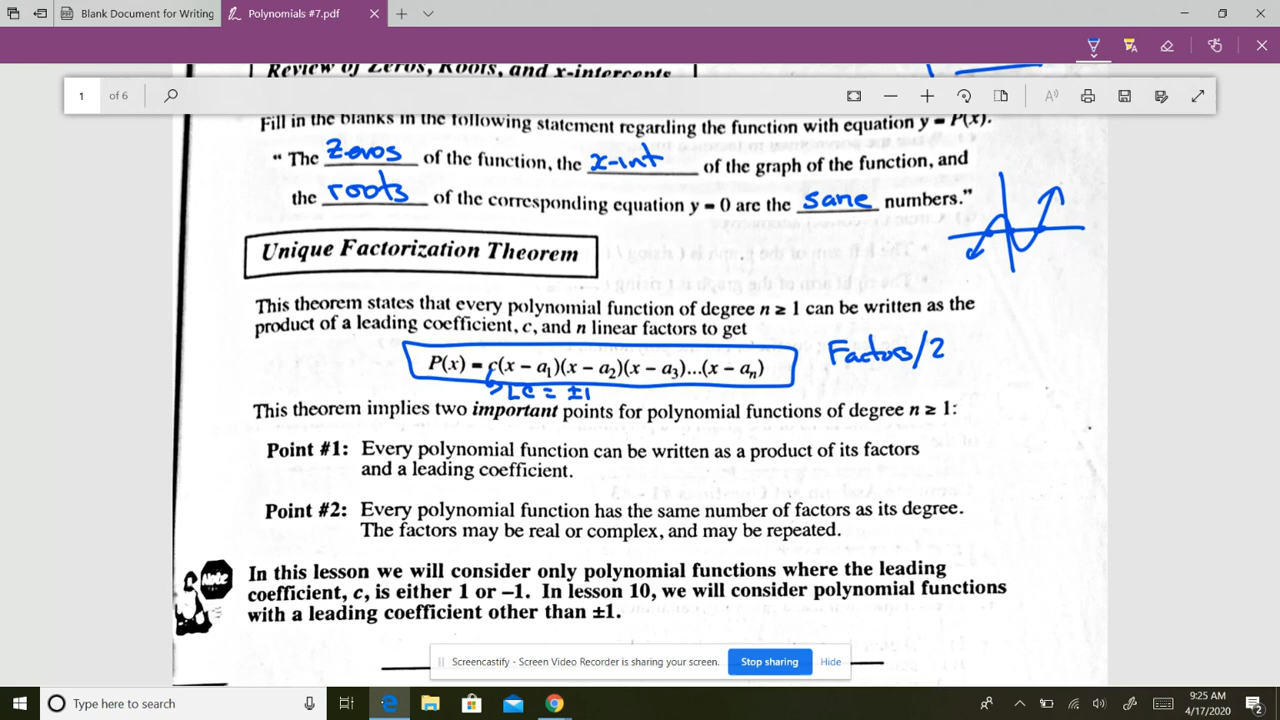 Blank Document for Writing
Polynomials #7.pdf
1 of 6
Review of Zeros, Roots, and x-intercepts
Fill in the blanks in the following statement regarding the function with equation y = P(x).
"The Zeros of the function, the x-int of the graph of the function, and
the roots of the corresponding equation y = 0 are the same numbers."
Unique Factorization Theorem
This theorem states that every polynomial function of degree n ≥ 1 can be written as the
product of a leading coefficient, c, and n linear factors to get
P(x) = c(x − a₁)(x − a₂)(x − a₃)...(x − aₙ)
Factors/2
LC = ±1
This theorem implies two important points for polynomial functions of degree n ≥ 1:
Point #1: Every polynomial function can be written as a product of its factors
and a leading coefficient.
Point #2: Every polynomial function has the same number of factors as its degree.
The factors may be real or complex, and may be repeated.
Note
In this lesson we will consider only polynomial functions where the leading
coefficient, c, is either 1 or −1. In lesson 10, we will consider polynomial functions
with a leading coefficient other than ±1.
Screencastify - Screen Video Recorder is sharing your screen.
Stop sharing
Hide
Type here to search
9:25 AM
4/17/2020
2